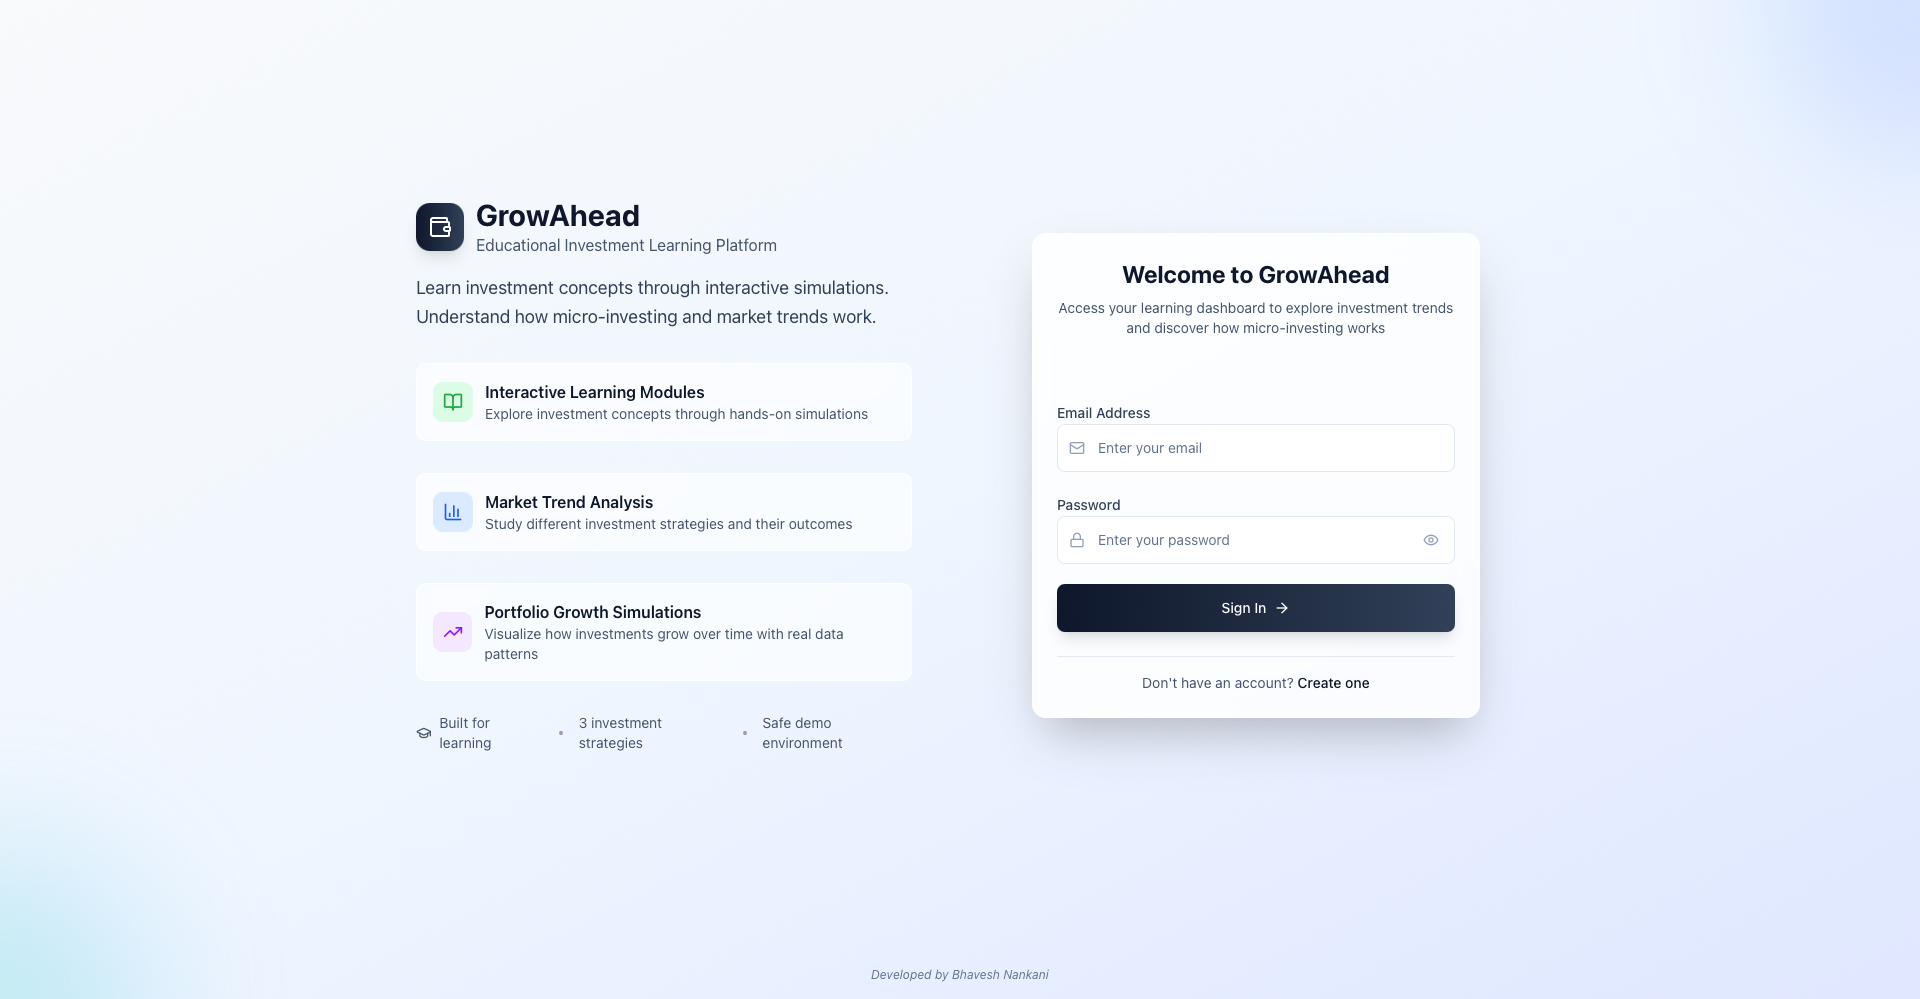 GrowAhead
Educational Investment Learning Platform
Learn investment concepts through interactive simulations.
Understand how micro-investing and market trends work.
Interactive Learning Modules
Explore investment concepts through hands-on simulations
Market Trend Analysis
Study different investment strategies and their outcomes
Portfolio Growth Simulations
Visualize how investments grow over time with real data
patterns
Built for
learning
3 investment
strategies
Safe demo
environment
Welcome to GrowAhead
Access your learning dashboard to explore investment trends
and discover how micro-investing works
Email Address
Enter your email
Password
Enter your password
Sign In
Don't have an account? Create one
Developed by Bhavesh Nankani